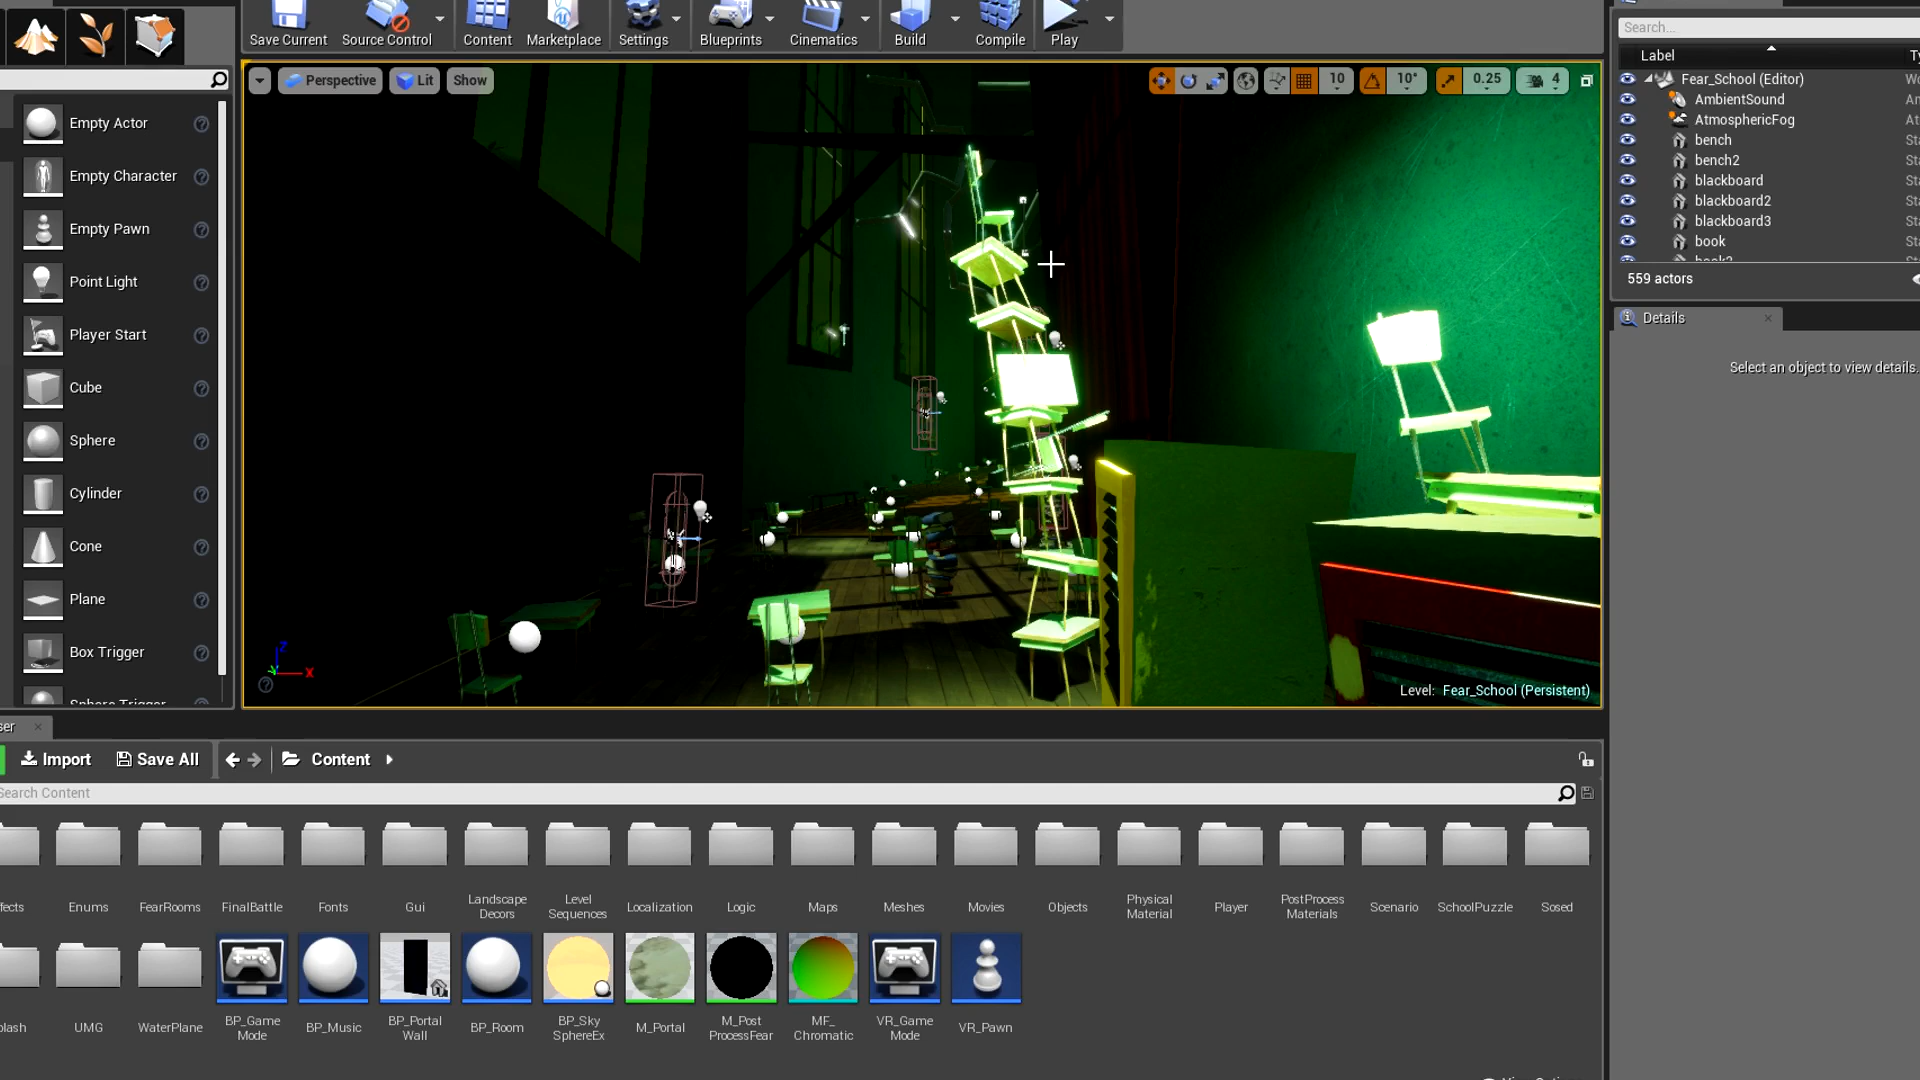 Save Current
Source Control
Content
Marketplace
Settings
Blueprints
Cinematics
Build
Compile
Play
Search...
Label
Perspective
Lit
Show
10
10°
0.25
4
Fear_School (Editor)
AmbientSound
AtmosphericFog
bench
bench2
blackboard
blackboard2
blackboard3
book
559 actors
Details
Select an object to view details.
Empty Actor
Empty Character
Empty Pawn
Point Light
Player Start
Cube
Sphere
Cylinder
Cone
Plane
Box Trigger
Sphere Trigger
Z
X
Level: Fear_School (Persistent)
Import
Save All
Content
Search Content
Enums
FearRooms
FinalBattle
Fonts
Gui
Landscape
Decors
Level
Sequences
Localization
Logic
Maps
Meshes
Movies
Objects
Physical
Material
Player
PostProcess
Materials
Scenario
SchoolPuzzle
Sosed
UMG
WaterPlane
BP_Game
Mode
BP_Music
BP_Portal
Wall
BP_Room
BP_Sky
SphereEx
M_Portal
M_Post
ProcessFear
MF_
Chromatic
VR_Game
Mode
VR_Pawn